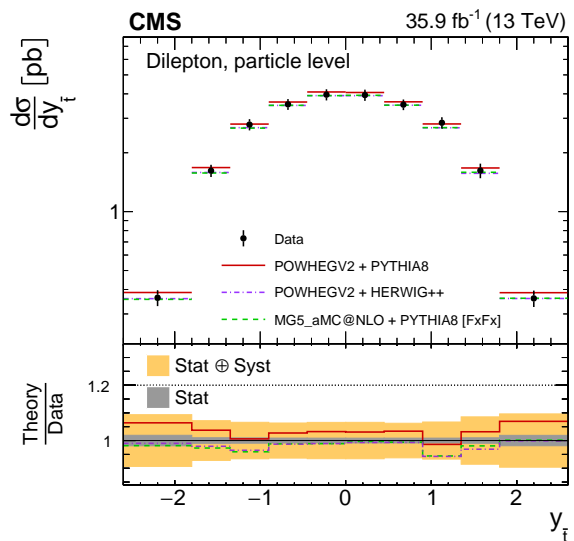 CMS 35.9 fb⁻¹ (13 TeV)
dσ/dy_t̄ [pb]
Dilepton, particle level
1
Data
POWHEGV2 + PYTHIA8
POWHEGV2 + HERWIG++
MG5_aMC@NLO + PYTHIA8 [FxFx]
Theory/Data
Stat ⊕ Syst
1.2
Stat
1
−2 −1 0 1 2
y_t̄